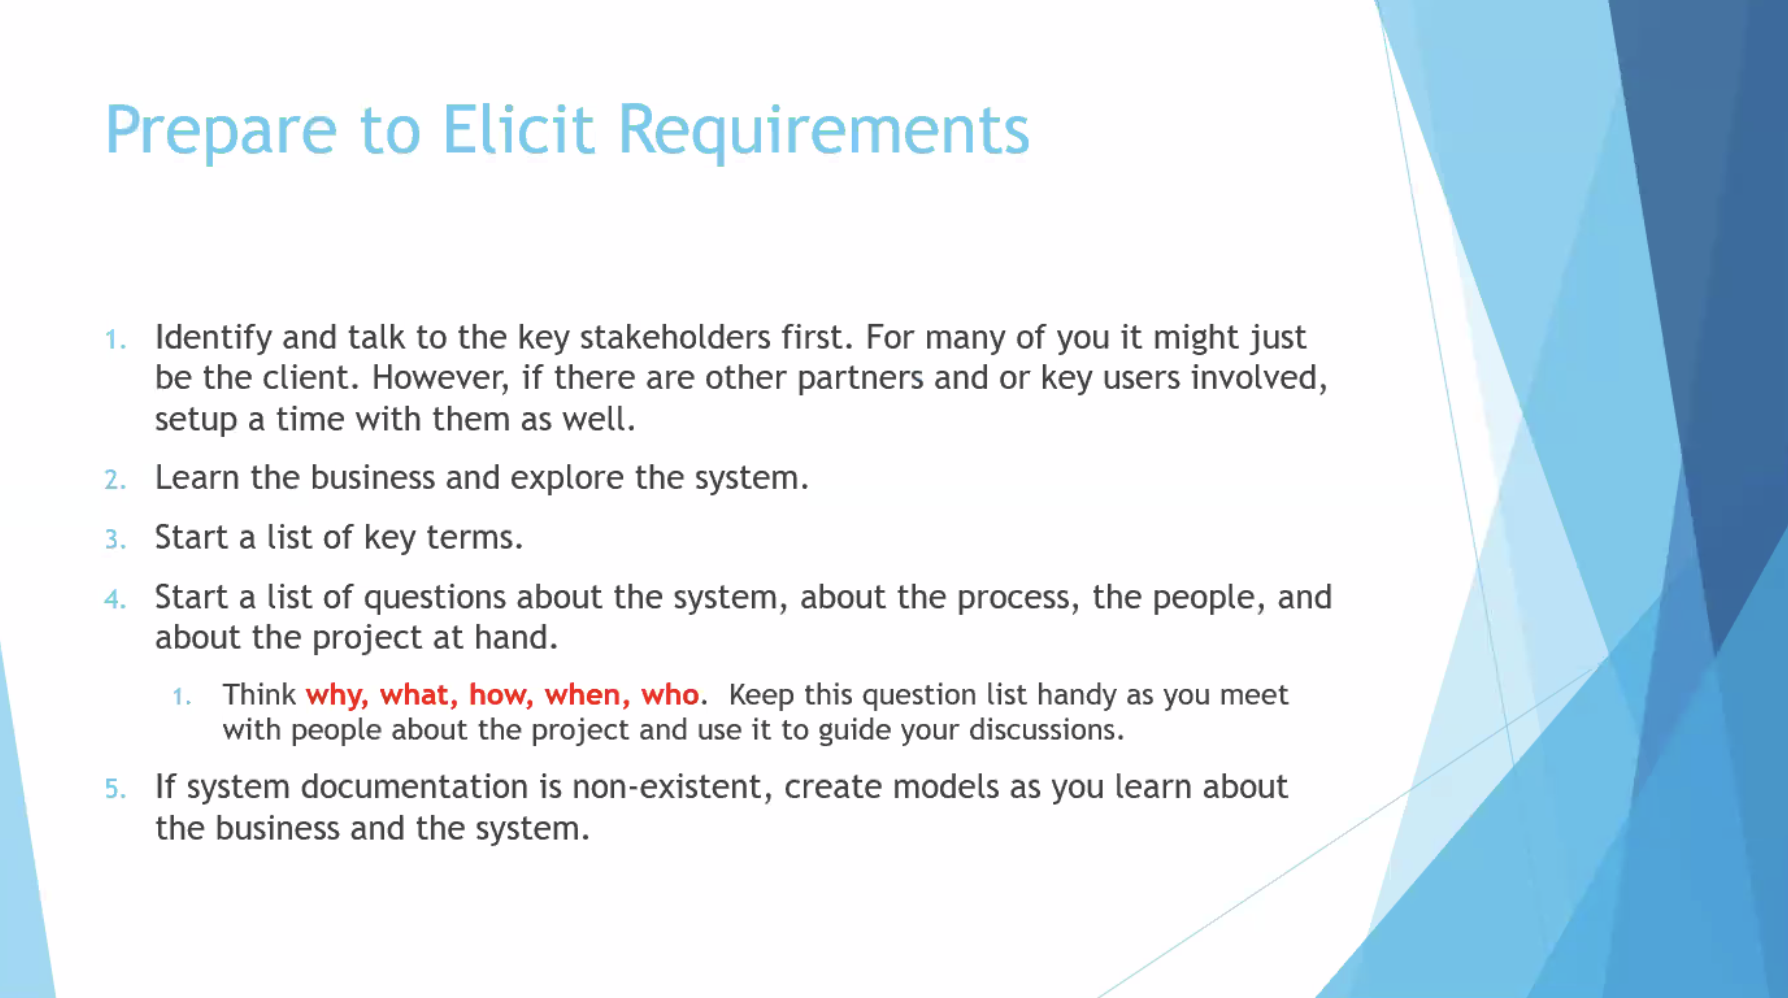 Prepare to Elicit Requirements
1. Identify and talk to the key stakeholders first. For many of you it might just
be the client. However, if there are other partners and or key users involved,
setup a time with them as well.
2. Learn the business and explore the system.
3. Start a list of key terms.
4. Start a list of questions about the system, about the process, the people, and
about the project at hand.
1. Think why, what, how, when, who. Keep this question list handy as you meet
with people about the project and use it to guide your discussions.
5. If system documentation is non-existent, create models as you learn about
the business and the system.